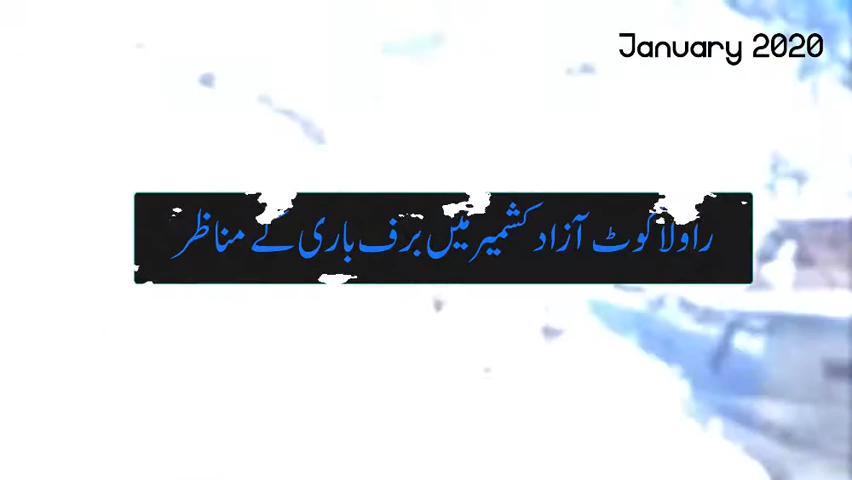 January 2020
راولاکوٹ آزاد کشمیر میں برف باری کے مناظر